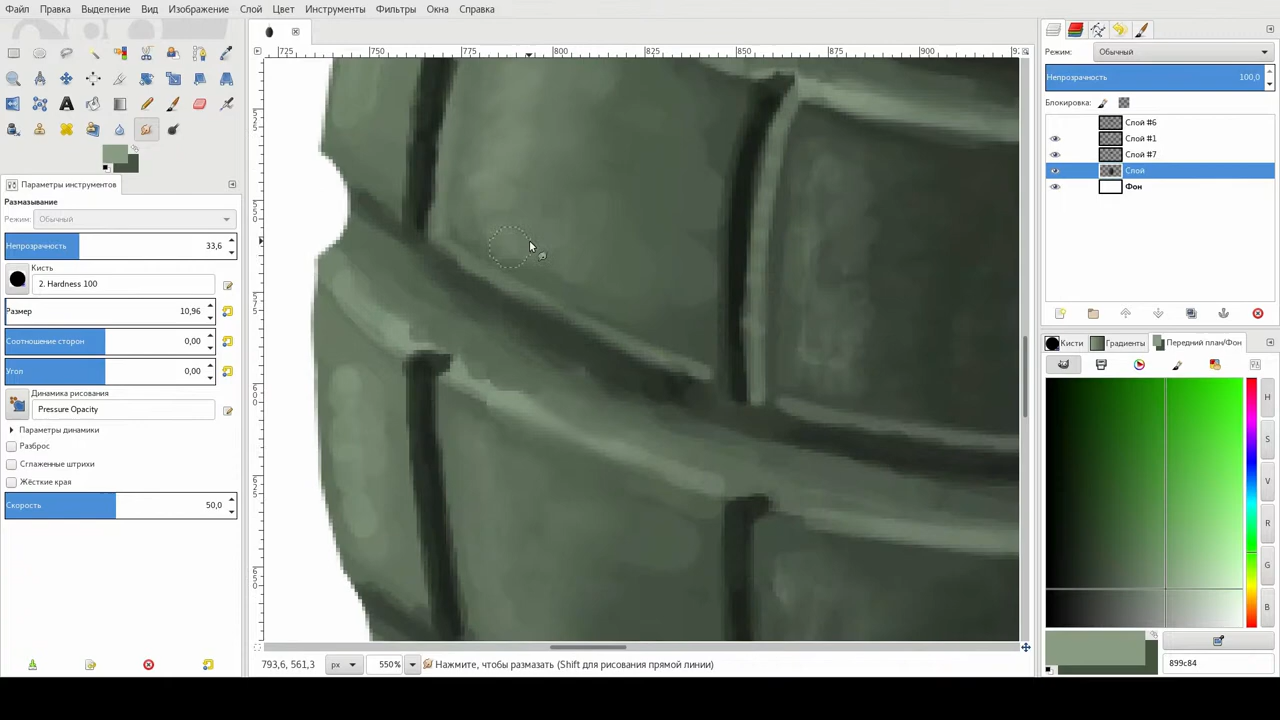 Файл Правка Выделение Вид Изображение Слой Цвет Инструменты Фильтры Окна Справка
725 750 775 800 825 850 875 900
Параметры инструментов
Размазывание
Режим: Обычный
Непрозрачность 33,6
Кисть
2. Hardness 100
Размер 10,96
Соотношение сторон 0,00
Угол 0,00
Динамика рисования
Pressure Opacity
Параметры динамики
Разброс
Сглаженные штрихи
Жёсткие края
Скорость 50,0
793,6, 561,3 px 550% Нажмите, чтобы размазать (Shift для рисования прямой линии)
Режим: Обычный
Непрозрачность 100,0
Блокировка:
Слой #6
Слой #1
Слой #7
Слой
Фон
Кисти Градиенты Передний план/Фон
H
S
V
R
G
B
899c84